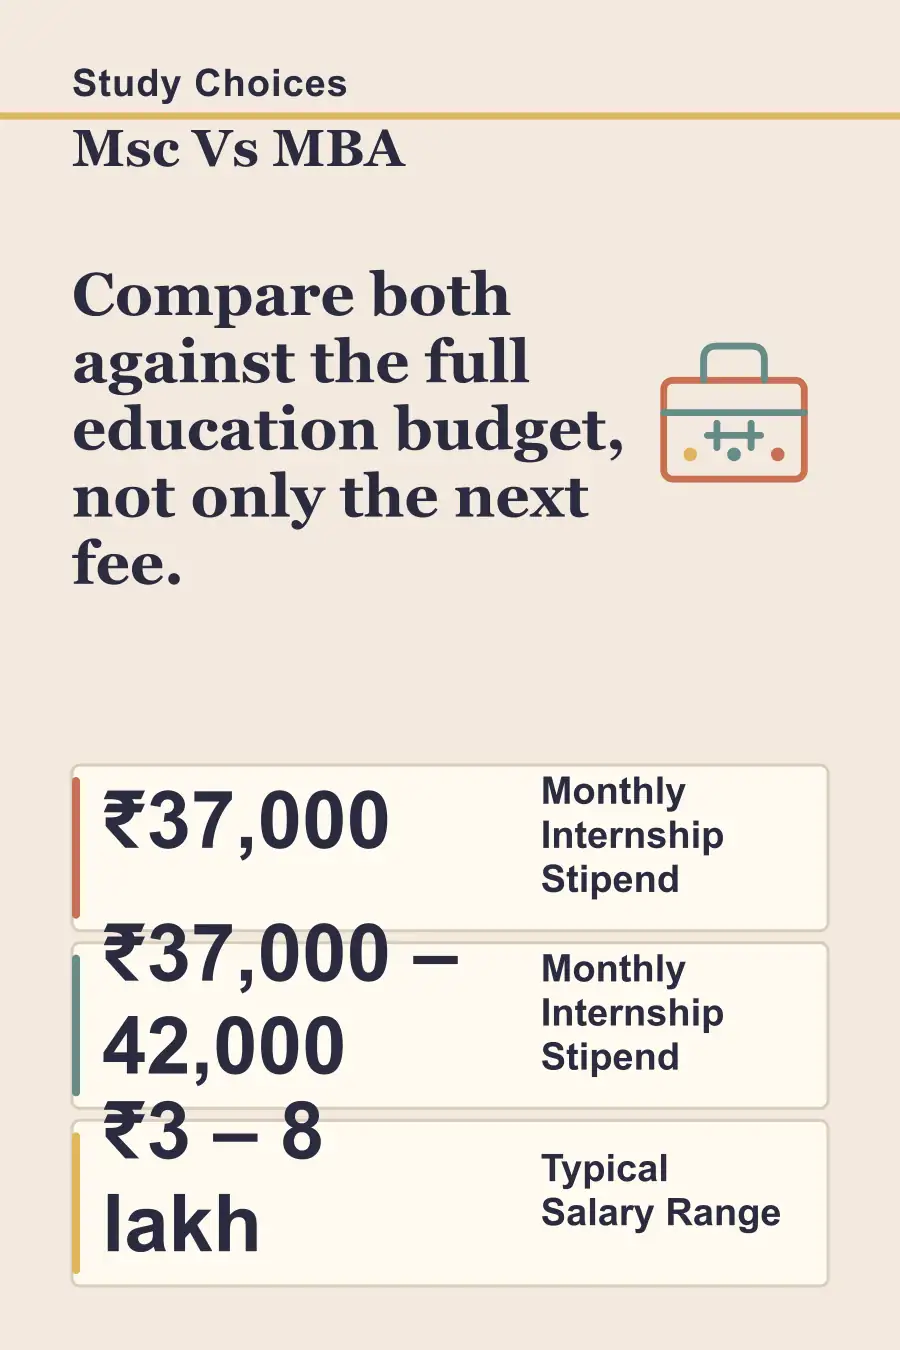 Study Choices
Msc Vs MBA
Compare both
against the full
education budget,
not only the next
fee.
₹37,000
Monthly
Internship
Stipend
₹37,000 –
42,000
Monthly
Internship
Stipend
₹3 – 8
lakh
Typical
Salary Range